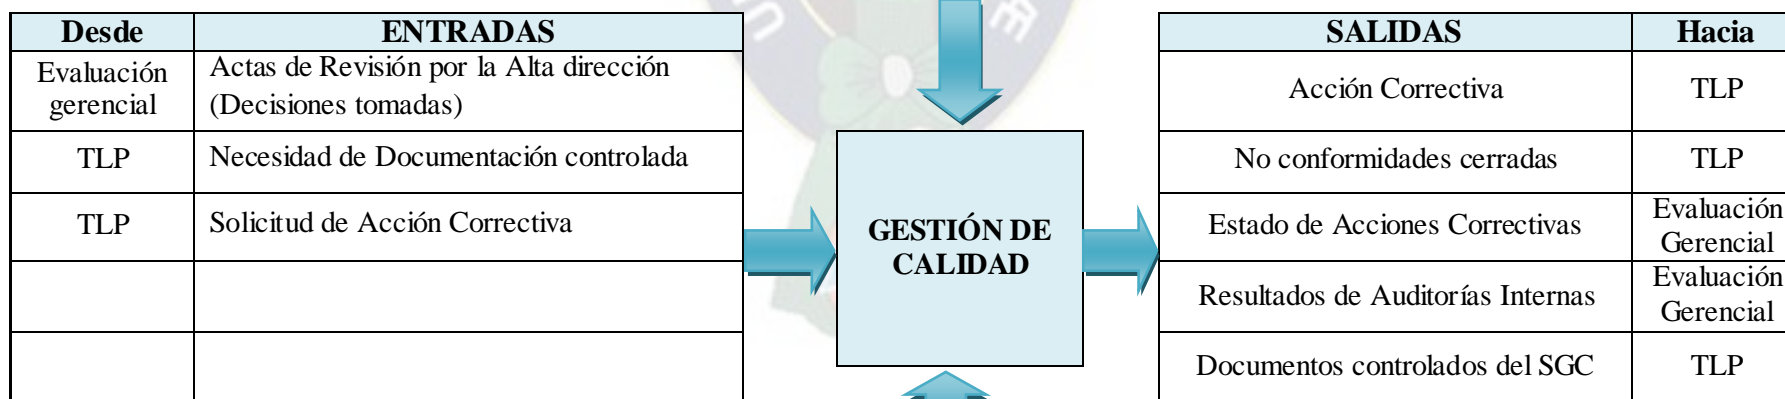 Desde
ENTRADAS
Evaluación
gerencial
Actas de Revisión por la Alta dirección
(Decisiones tomadas)
TLP
Necesidad de Documentación controlada
TLP
Solicitud de Acción Correctiva
GESTIÓN DE
CALIDAD
SALIDAS
Hacia
Acción Correctiva
TLP
No conformidades cerradas
TLP
Estado de Acciones Correctivas
Evaluación
Gerencial
Resultados de Auditorías Internas
Evaluación
Gerencial
Documentos controlados del SGC
TLP